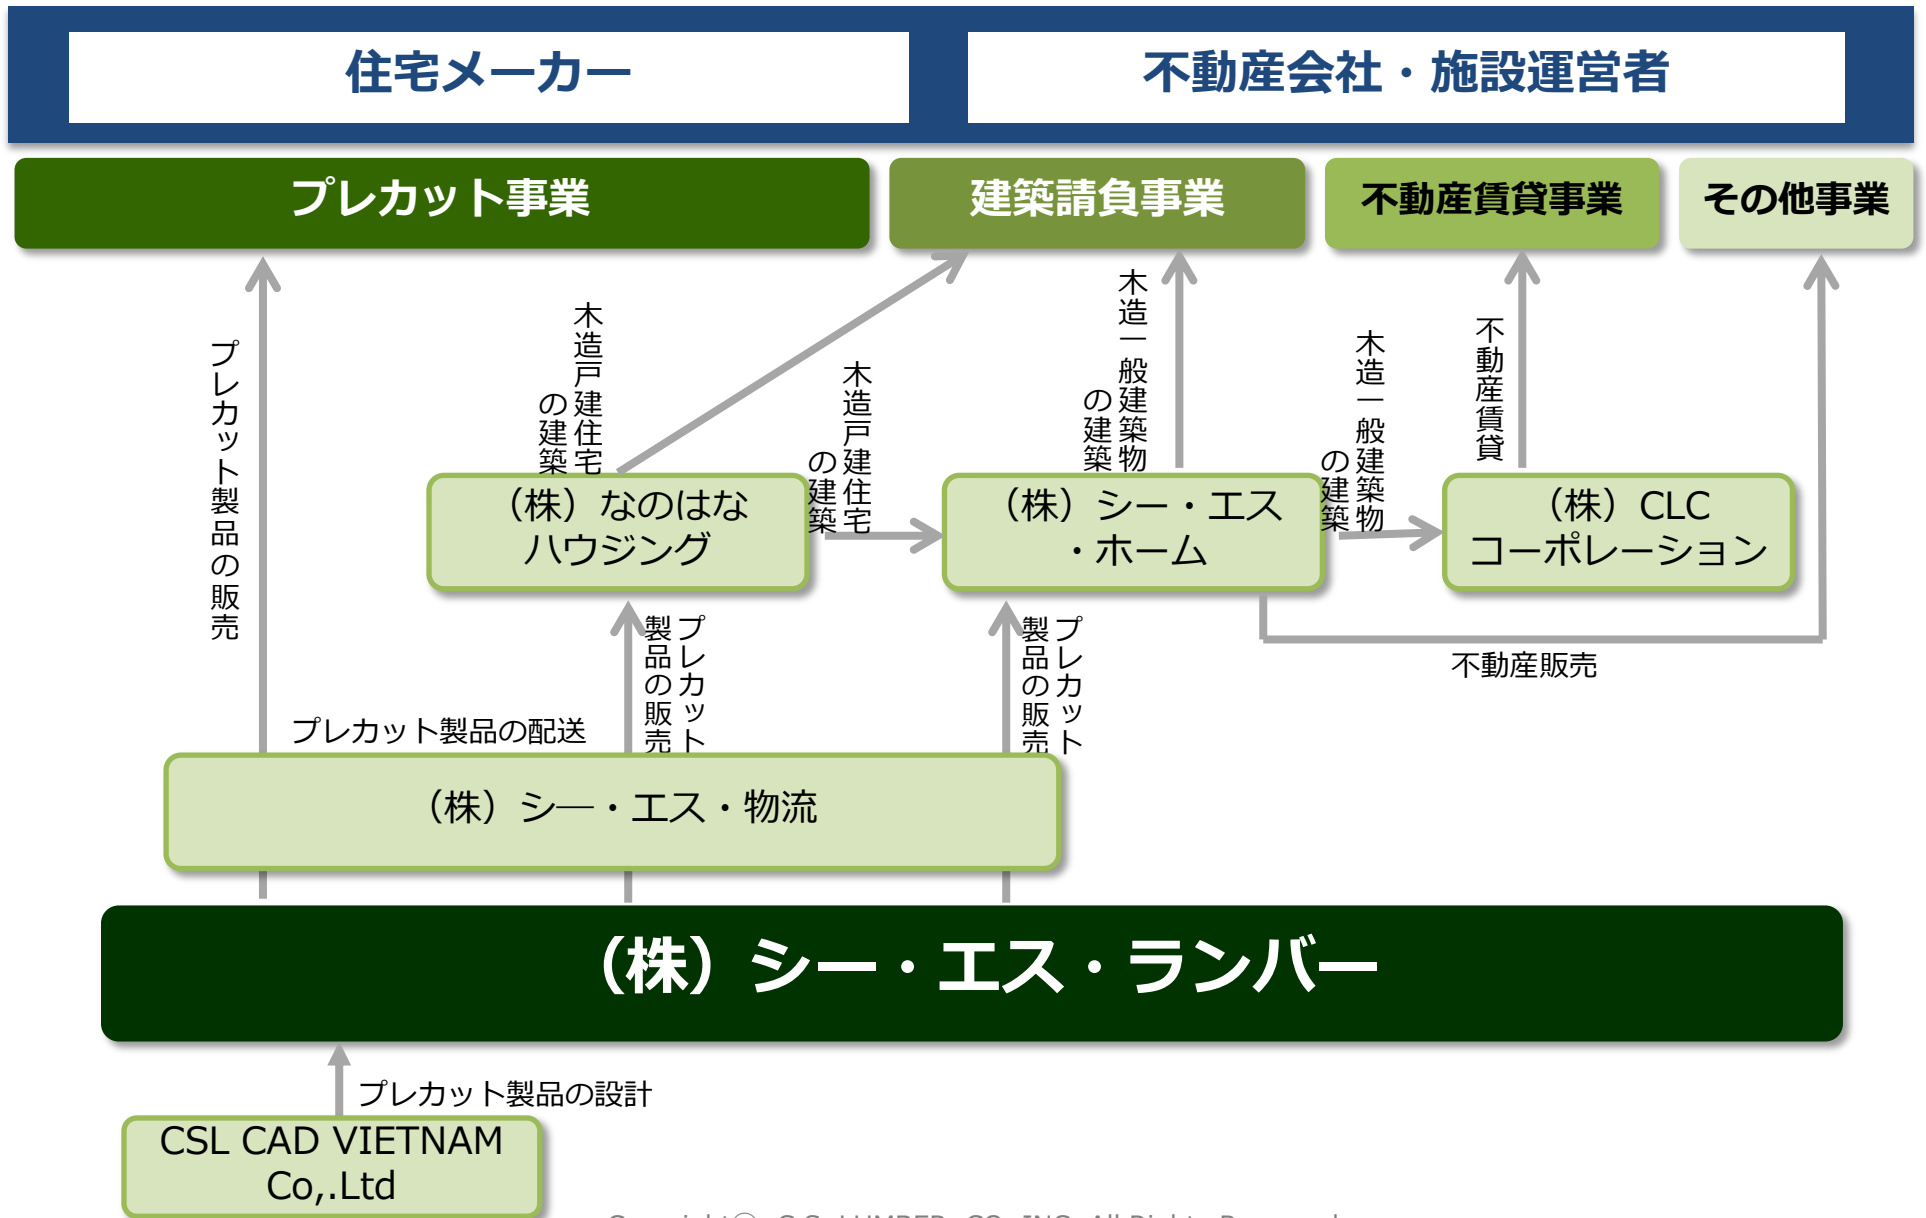 住宅メーカー
不動産会社・施設運営者
プレカット事業
建築請負事業
不動産賃貸事業
その他事業
プレカット製品の販売
木造戸建住宅
の建築
木造戸建住宅
の建築
木造一般建築物
の建築
木造一般建築物
の建築
不動産賃貸
（株）なのはな
ハウジング
（株）シー・エス
・ホーム
（株）CLC
コーポレーション
プレカット
製品の販売
プレカット
製品の販売
不動産販売
プレカット製品の配送
（株）シ―・エス・物流
（株）シー・エス・ランバー
プレカット製品の設計
CSL CAD VIETNAM
Co,.Ltd